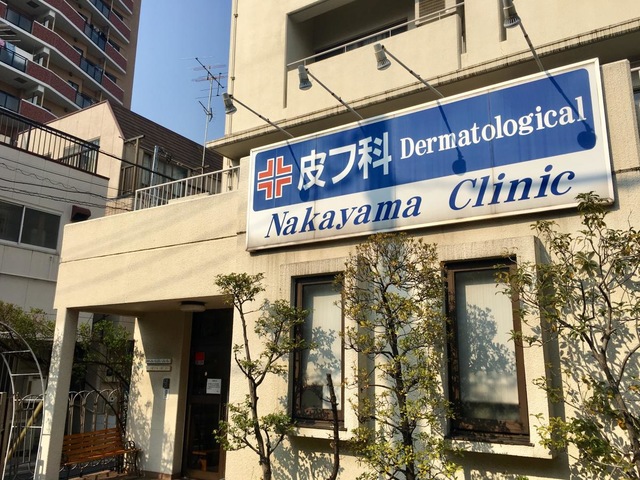 皮フ科 Dermatological
Nakayama Clinic